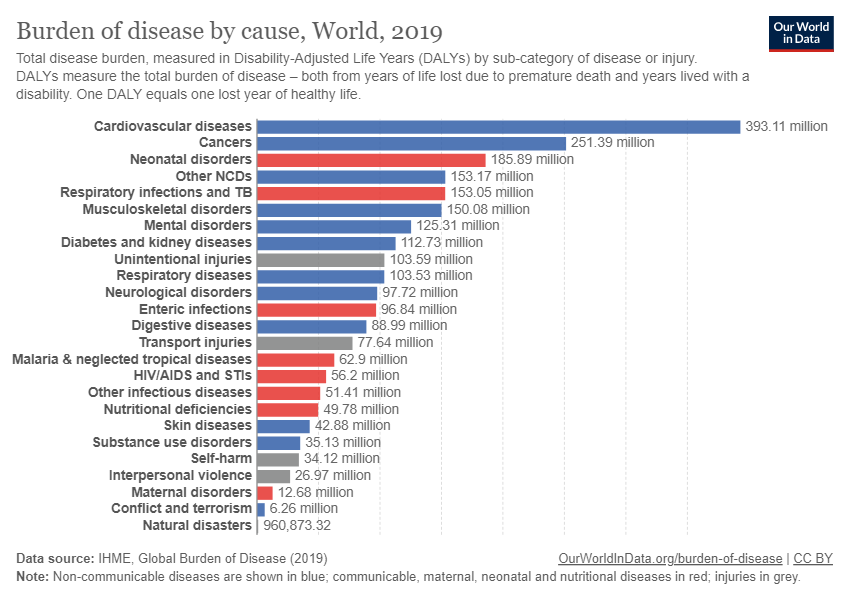 Burden of disease by cause, World, 2019
Our World
in Data
Total disease burden, measured in Disability-Adjusted Life Years (DALYs) by sub-category of disease or injury.
DALYs measure the total burden of disease – both from years of life lost due to premature death and years lived with a
disability. One DALY equals one lost year of healthy life.
Cardiovascular diseases 393.11 million
Cancers 251.39 million
Neonatal disorders 185.89 million
Other NCDs 153.17 million
Respiratory infections and TB 153.05 million
Musculoskeletal disorders 150.08 million
Mental disorders 125.31 million
Diabetes and kidney diseases 112.73 million
Unintentional injuries 103.59 million
Respiratory diseases 103.53 million
Neurological disorders 97.72 million
Enteric infections 96.84 million
Digestive diseases 88.99 million
Transport injuries 77.64 million
Malaria & neglected tropical diseases 62.9 million
HIV/AIDS and STIs 56.2 million
Other infectious diseases 51.41 million
Nutritional deficiencies 49.78 million
Skin diseases 42.88 million
Substance use disorders 35.13 million
Self-harm 34.12 million
Interpersonal violence 26.97 million
Maternal disorders 12.68 million
Conflict and terrorism 6.26 million
Natural disasters 960,873.32
Data source: IHME, Global Burden of Disease (2019) OurWorldInData.org/burden-of-disease | CC BY
Note: Non-communicable diseases are shown in blue; communicable, maternal, neonatal and nutritional diseases in red; injuries in grey.